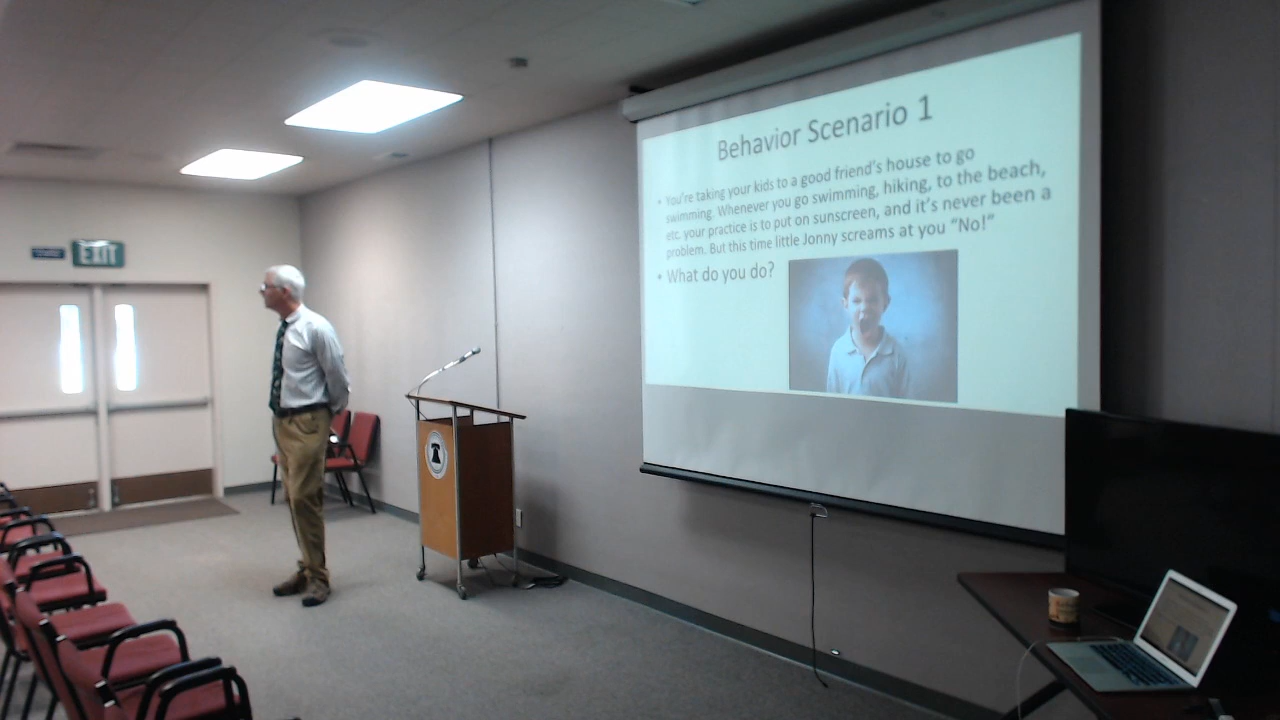 Behavior Scenario 1
• You're taking your kids to a good friend's house to go
swimming. Whenever you go swimming, hiking, to the beach,
etc. your practice is to put on sunscreen, and it's never been a
problem. But this time little Jonny screams at you "No!"
• What do you do?
EXIT